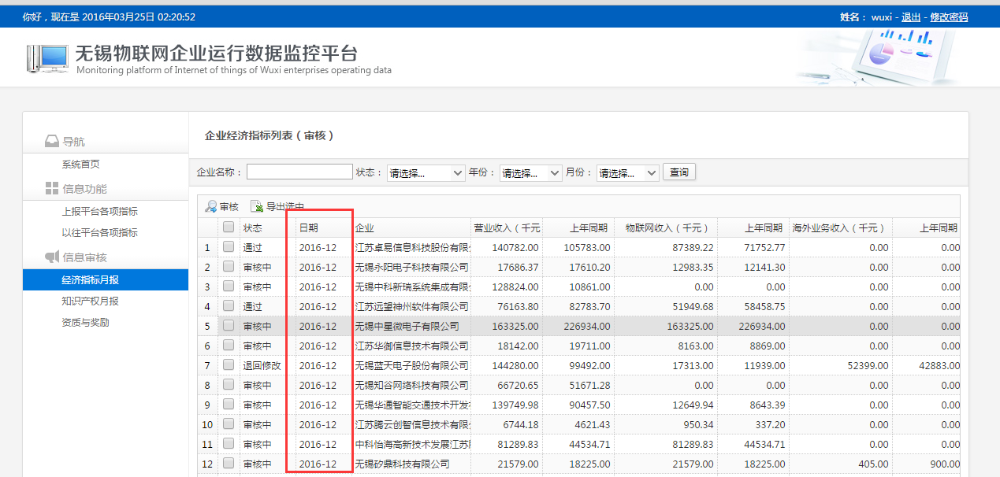 你好，现在是 2016年03月25日 02:20:52 姓名： wuxi - 退出 - 修改密码
无锡物联网企业运行数据监控平台
Monitoring platform of Internet of things of Wuxi enterprises operating data
导航
系统首页
信息功能
上报平台各项指标
以往平台各项指标
信息审核
经济指标月报
知识产权月报
资质与奖励
企业经济指标列表（审核）
企业名称： 状态： 请选择... 年份： 请选择... 月份： 请选择... 查询
审核 导出选中
状态 日期 企业 营业收入（千元 上年同期 物联网收入（千元） 上年同期 海外业务收入（千元） 上年同期
1 通过 2016-12 江苏卓易信息科技股份有限 140782.00 105783.00 87389.22 71752.77 0.00 0.00
2 审核中 2016-12 无锡永阳电子科技有限公司 17686.37 17610.20 12983.35 12141.30 0.00 0.00
3 审核中 2016-12 无锡中科新瑞系统集成有限 128824.00 10861.00 0.00 0.00 0.00 0.00
4 通过 2016-12 江苏远望神州软件有限公司 76163.80 82783.70 51949.68 58458.75 0.00 0.00
5 审核中 2016-12 无锡中星微电子有限公司 163325.00 226934.00 163325.00 226934.00 0.00 0.00
6 审核中 2016-12 江苏华御信息技术有限公司 18142.00 19711.00 8163.00 8869.00 0.00 0.00
7 退回修改 2016-12 无锡蓝天电子股份有限公司 144280.00 99492.00 17313.00 11939.00 52399.00 42883.00
8 审核中 2016-12 无锡知谷网络科技有限公司 66720.65 51671.28 0.00 0.00 0.00 0.00
9 审核中 2016-12 无锡华通智能交通技术开发 139749.98 90457.50 12649.94 8643.39 0.00 0.00
10 审核中 2016-12 江苏腾云创智信息技术有限 6744.18 4621.43 950.34 337.20 0.00 0.00
11 审核中 2016-12 中科怡海高新技术发展江苏 81289.83 44534.71 81289.83 44534.71 0.00 0.00
12 审核中 2016-12 无锡矽鼎科技有限公司 21579.00 18225.00 21579.00 18225.00 405.00 900.00